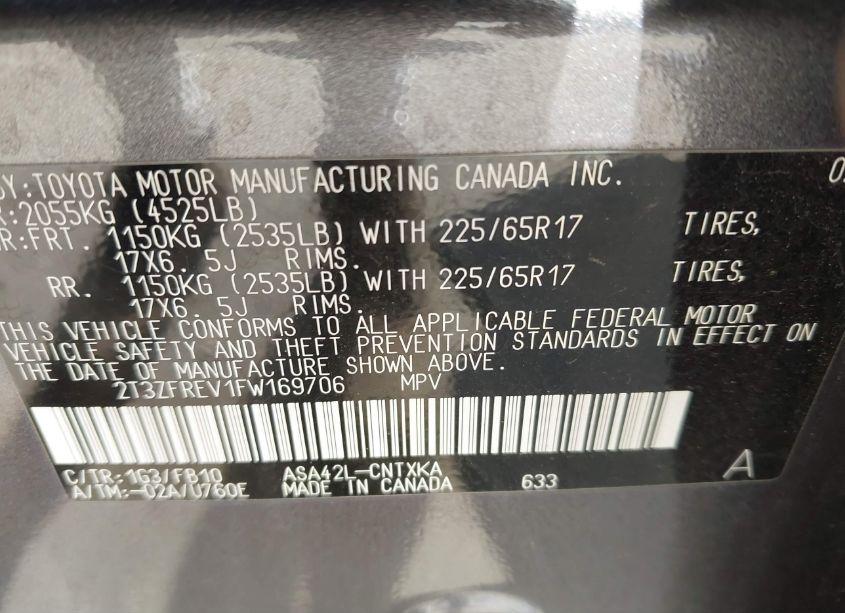 BY:TOYOTA MOTOR MANUFACTURING CANADA INC.
R:2055KG (4525LB)
R:FRT. 1150KG (2535LB) WITH 225/65R17 TIRES,
17X6.5J RIMS.
RR. 1150KG (2535LB) WITH 225/65R17 TIRES,
17X6.5J RIMS.
THIS VEHICLE CONFORMS TO ALL APPLICABLE FEDERAL MOTOR
VEHICLE SAFETY AND THEFT PREVENTION STANDARDS IN EFFECT ON
THE DATE OF MANUFACTURE SHOWN ABOVE.
2T3ZFREV1FW169706 MPV
C/TR:1G3/FB10 ASA42L-CNTXKA A
A/TM:-02A/U760E MADE IN CANADA 633